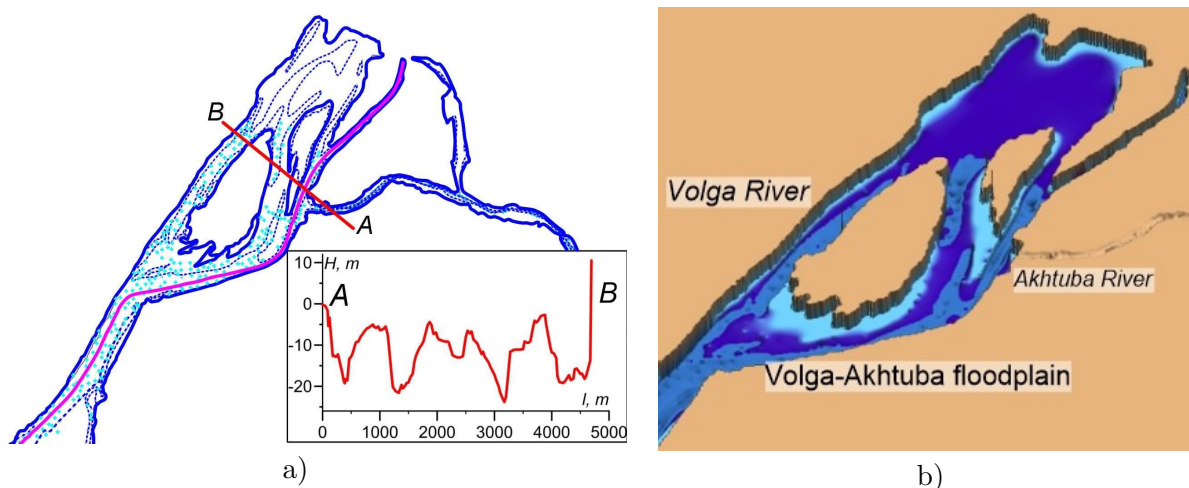 B
A
10
H, m
0
A
B
-10
-20
l, m
0
1000
2000
3000
4000
5000
a)
Volga River
Akhtuba River
Volga-Akhtuba floodplain
b)